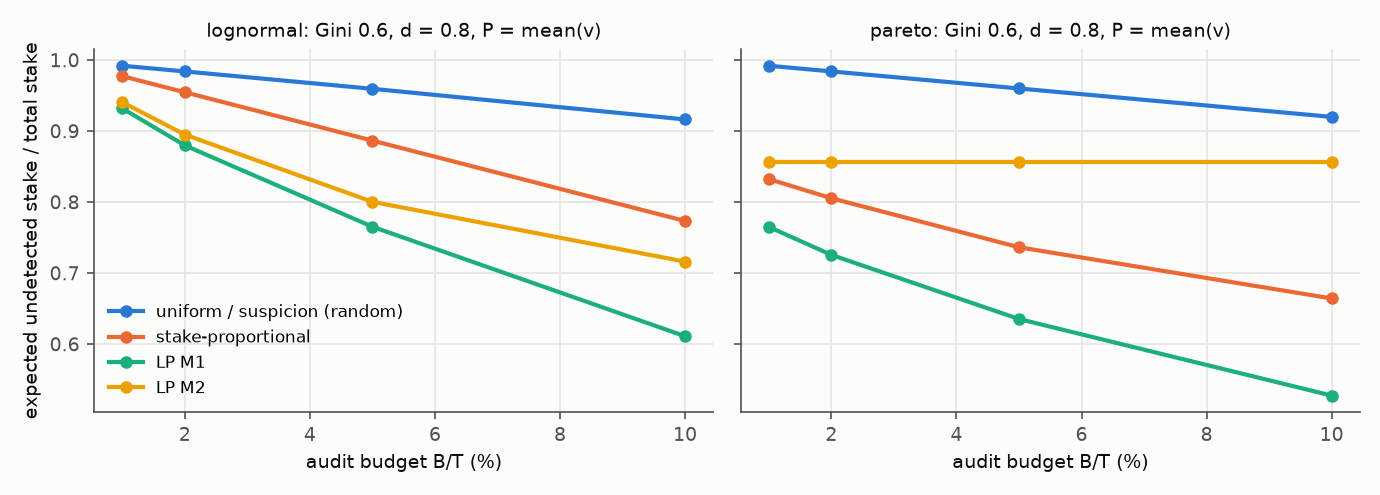 lognormal: Gini 0.6, d = 0.8, P = mean(v)
pareto: Gini 0.6, d = 0.8, P = mean(v)
expected undetected stake / total stake
1.0
0.9
0.8
0.7
0.6
uniform / suspicion (random)
stake-proportional
LP M1
LP M2
2
4
6
8
10
2
4
6
8
10
audit budget B/T (%)
audit budget B/T (%)